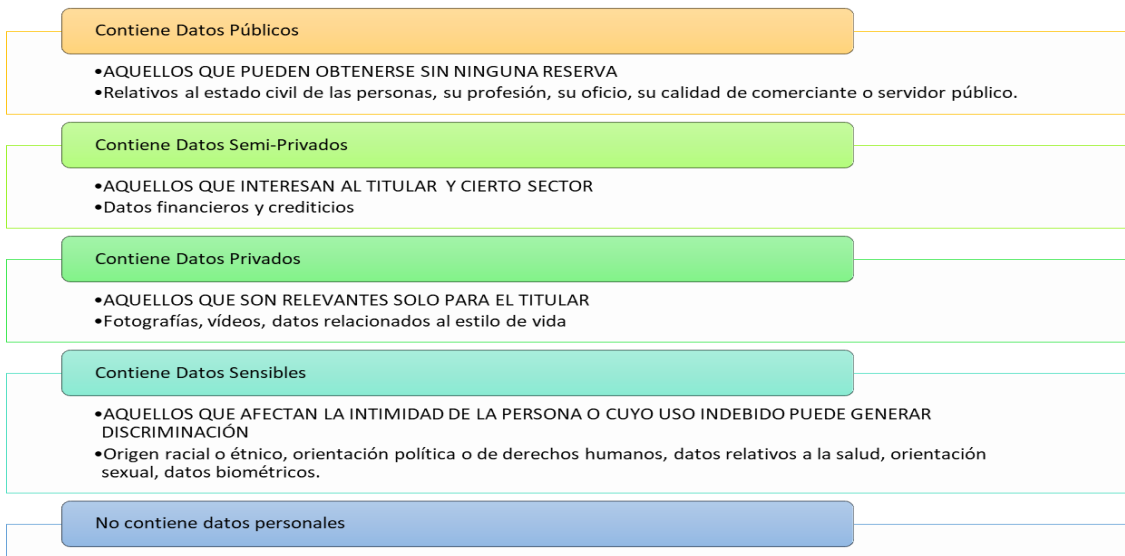 Contiene Datos Públicos
•AQUELLOS QUE PUEDEN OBTENERSE SIN NINGUNA RESERVA
•Relativos al estado civil de las personas, su profesión, su oficio, su calidad de comerciante o servidor público.
Contiene Datos Semi-Privados
•AQUELLOS QUE INTERESAN AL TITULAR Y CIERTO SECTOR
•Datos financieros y crediticios
Contiene Datos Privados
•AQUELLOS QUE SON RELEVANTES SOLO PARA EL TITULAR
•Fotografías, vídeos, datos relacionados al estilo de vida
Contiene Datos Sensibles
•AQUELLOS QUE AFECTAN LA INTIMIDAD DE LA PERSONA O CUYO USO INDEBIDO PUEDE GENERAR
DISCRIMINACIÓN
•Origen racial o étnico, orientación política o de derechos humanos, datos relativos a la salud, orientación
sexual, datos biométricos.
No contiene datos personales